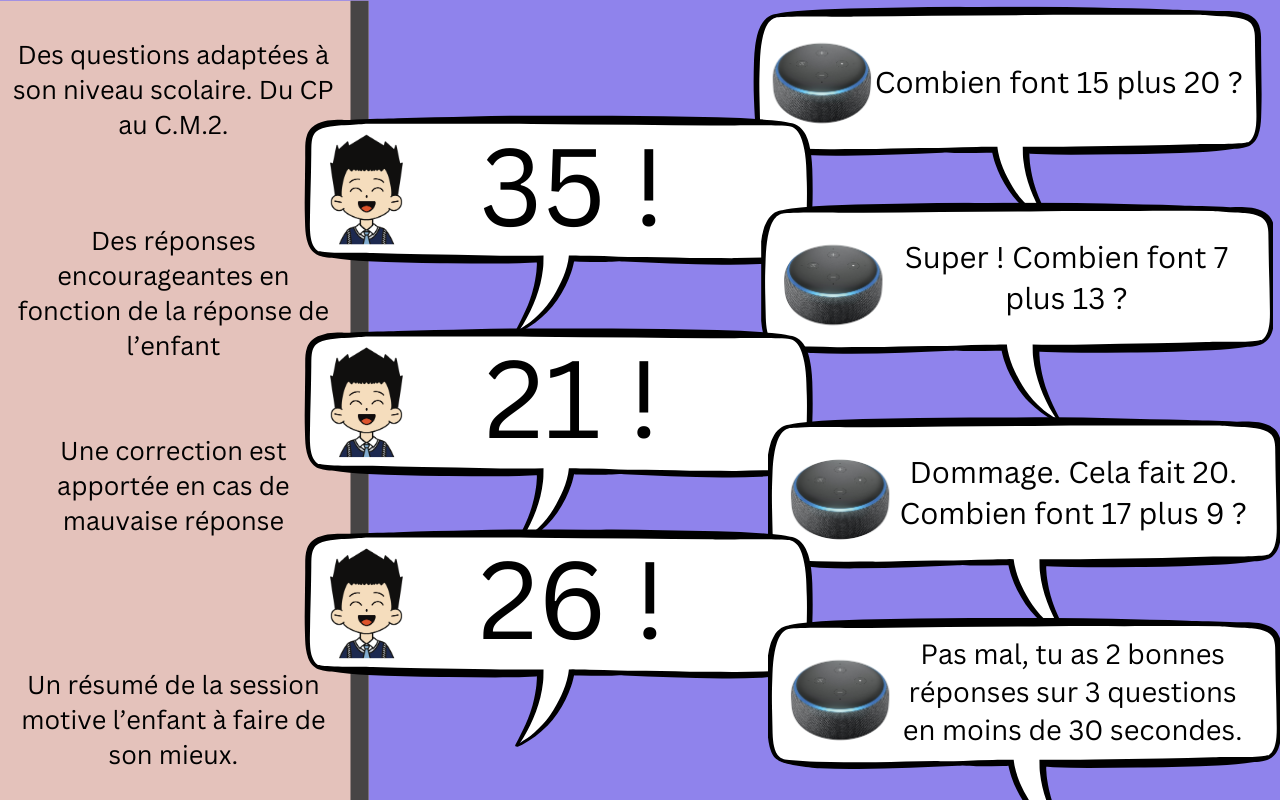 Des questions adaptées à
son niveau scolaire. Du CP
au C.M.2.
Des réponses
encourageantes en
fonction de la réponse de
l’enfant
Une correction est
apportée en cas de
mauvaise réponse
Un résumé de la session
motive l’enfant à faire de
son mieux.
Combien font 15 plus 20 ?
35 !
Super ! Combien font 7
plus 13 ?
21 !
Dommage. Cela fait 20.
Combien font 17 plus 9 ?
26 !
Pas mal, tu as 2 bonnes
réponses sur 3 questions
en moins de 30 secondes.